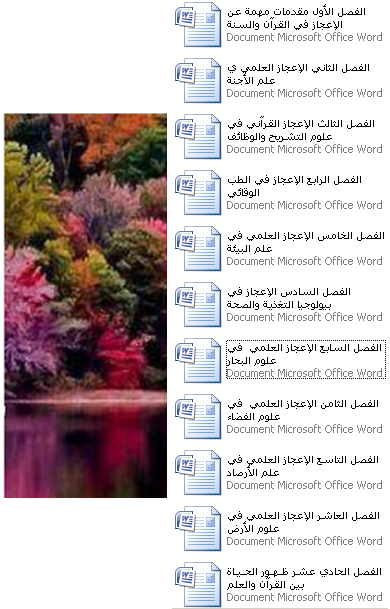 الفصل الأول مقدمات مهمة عن
الإعجاز في القرآن والسنة
Document Microsoft Office Word
الفصل الثاني الإعجاز العلمي ي
علم الأجنة
Document Microsoft Office Word
الفصل الثالث الإعجاز القرآني في
علوم التشريح والوظائف
Document Microsoft Office Word
الفصل الرابع الإعجاز في الطب
الوقائي
Document Microsoft Office Word
الفصل الخامس الإعجاز العلمي في
علم البيئة
Document Microsoft Office Word
الفصل السادس الإعجاز في
بيولوجيا التغذية والصحة
Document Microsoft Office Word
الفصل السابع الإعجاز العلمي في
علوم البحار
Document Microsoft Office Word
الفصل الثامن الإعجاز العلمي في
علوم الفضاء
Document Microsoft Office Word
الفصل التاسع الإعجاز العلمي في
علم الأرصاد
Document Microsoft Office Word
الفصل العاشر الإعجاز العلمي في
علوم الأرض
Document Microsoft Office Word
الفصل الحادي عشـر ظـهـور الحيـاة
بين القرآن والعلم
Document Microsoft Office Word